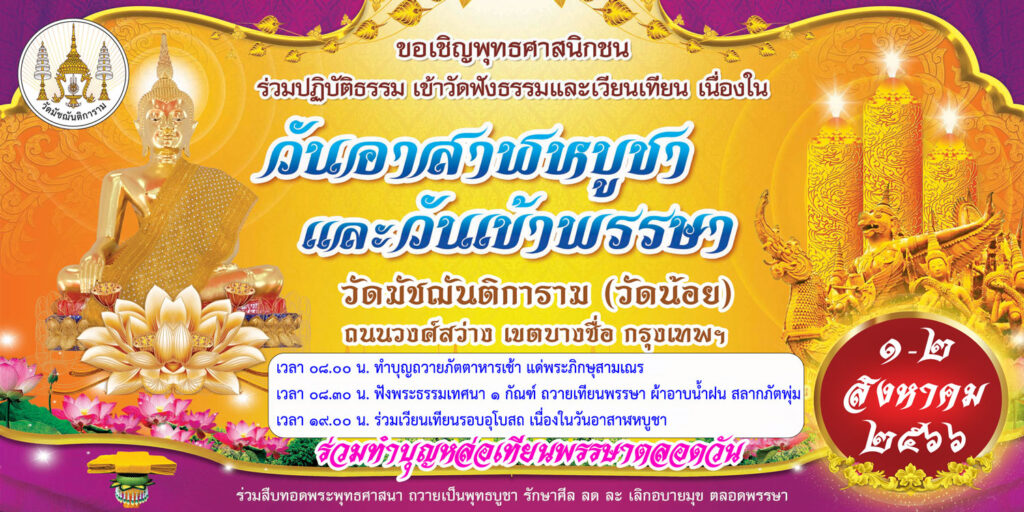 วัดมัชฌันติการาม
ขอเชิญพุทธศาสนิกชน
ร่วมปฏิบัติธรรม เข้าวัดฟังธรรมและเวียนเทียน เนื่องใน
วันอาสาฬหบูชา
และวันเข้าพรรษา
วัดมัชฌันติการาม (วัดน้อย)
ถนนวงศ์สว่าง เขตบางซื่อ กรุงเทพฯ
เวลา ๐๘.๐๐ น. ทำบุญถวายภัตตาหารเช้า แด่พระภิกษุสามเณร
เวลา ๐๘.๓๐ น. ฟังพระธรรมเทศนา ๑ กัณฑ์ ถวายเทียนพรรษา ผ้าอาบน้ำฝน สลากภัตพุ่ม
เวลา ๑๙.๐๐ น. ร่วมเวียนเทียนรอบอุโบสถ เนื่องในวันอาสาฬหบูชา
ร่วมทำบุญหล่อเทียนพรรษาตลอดวัน
ร่วมสืบทอดพระพุทธศาสนา ถวายเป็นพุทธบูชา รักษาศีล ลด ละ เลิกอบายมุข ตลอดพรรษา
๑ - ๒
สิงหาคม
๒๕๖๖